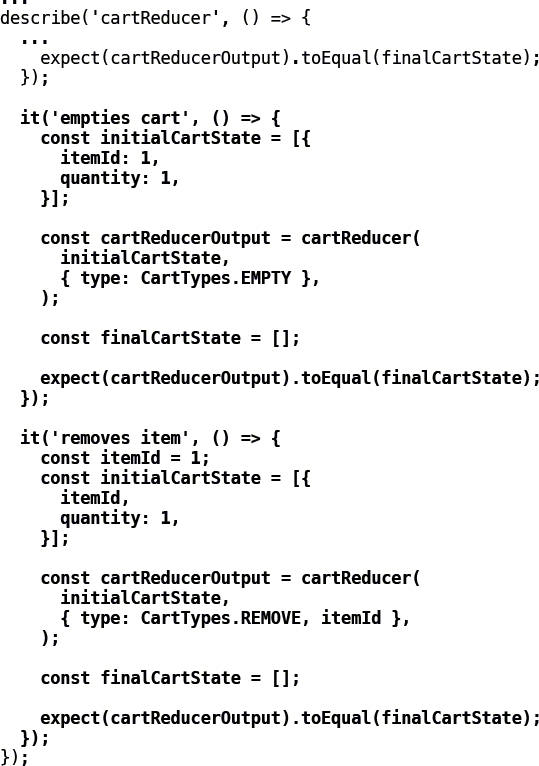 ...
describe('cartReducer', () => {
  ...
    expect(cartReducerOutput).toEqual(finalCartState);
  });

  it('empties cart', () => {
    const initialCartState = [{
      itemId: 1,
      quantity: 1,
    }];

    const cartReducerOutput = cartReducer(
      initialCartState,
      { type: CartTypes.EMPTY },
    );

    const finalCartState = [];

    expect(cartReducerOutput).toEqual(finalCartState);
  });

  it('removes item', () => {
    const itemId = 1;
    const initialCartState = [{
      itemId,
      quantity: 1,
    }];

    const cartReducerOutput = cartReducer(
      initialCartState,
      { type: CartTypes.REMOVE, itemId },
    );

    const finalCartState = [];

    expect(cartReducerOutput).toEqual(finalCartState);
  });
});